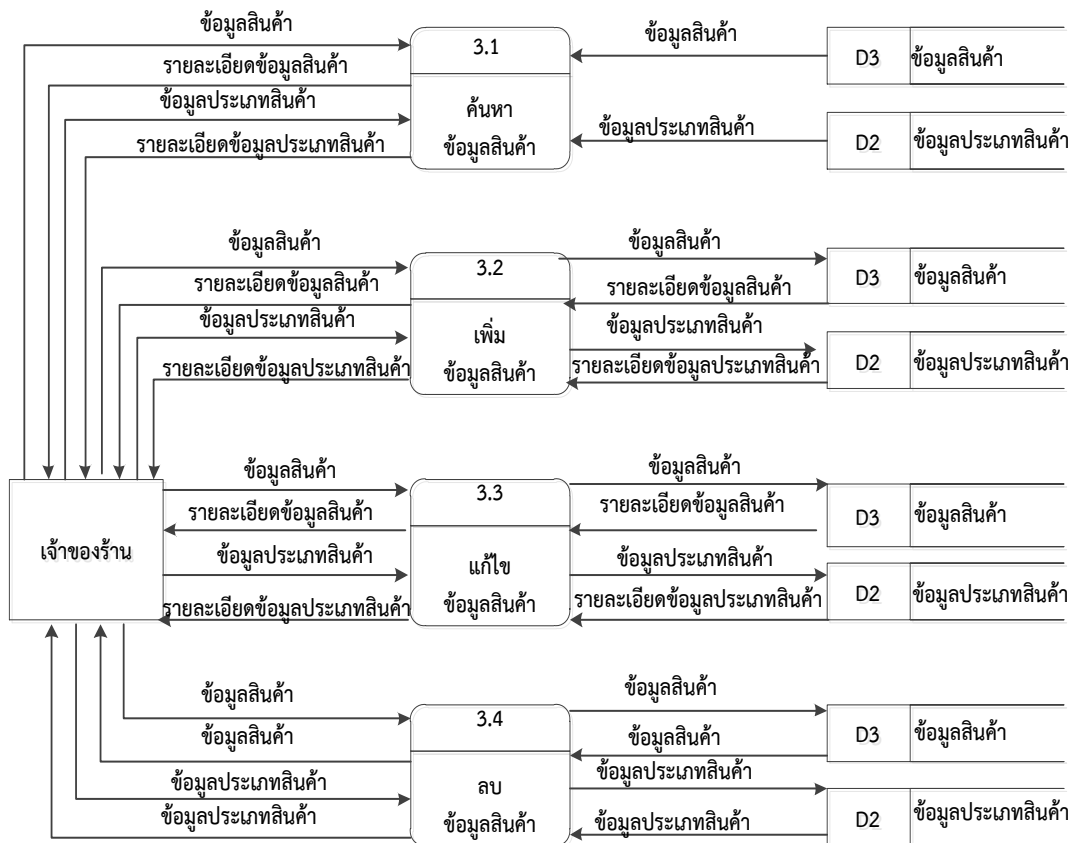 ข้อมูลสินค้า
รายละเอียดข้อมูลสินค้า
ข้อมูลประเภทสินค้า
รายละเอียดข้อมูลประเภทสินค้า
3.1
ค้นหา
ข้อมูลสินค้า
ข้อมูลสินค้า
ข้อมูลประเภทสินค้า
D3 ข้อมูลสินค้า
D2 ข้อมูลประเภทสินค้า
ข้อมูลสินค้า
รายละเอียดข้อมูลสินค้า
ข้อมูลประเภทสินค้า
รายละเอียดข้อมูลประเภทสินค้า
3.2
เพิ่ม
ข้อมูลสินค้า
ข้อมูลสินค้า
รายละเอียดข้อมูลสินค้า
ข้อมูลประเภทสินค้า
รายละเอียดข้อมูลประเภทสินค้า
D3 ข้อมูลสินค้า
D2 ข้อมูลประเภทสินค้า
เจ้าของร้าน
ข้อมูลสินค้า
รายละเอียดข้อมูลสินค้า
ข้อมูลประเภทสินค้า
รายละเอียดข้อมูลประเภทสินค้า
3.3
แก้ไข
ข้อมูลสินค้า
ข้อมูลสินค้า
รายละเอียดข้อมูลสินค้า
ข้อมูลประเภทสินค้า
รายละเอียดข้อมูลประเภทสินค้า
D3 ข้อมูลสินค้า
D2 ข้อมูลประเภทสินค้า
ข้อมูลสินค้า
ข้อมูลสินค้า
ข้อมูลประเภทสินค้า
ข้อมูลประเภทสินค้า
3.4
ลบ
ข้อมูลสินค้า
ข้อมูลสินค้า
ข้อมูลสินค้า
ข้อมูลประเภทสินค้า
ข้อมูลประเภทสินค้า
D3 ข้อมูลสินค้า
D2 ข้อมูลประเภทสินค้า